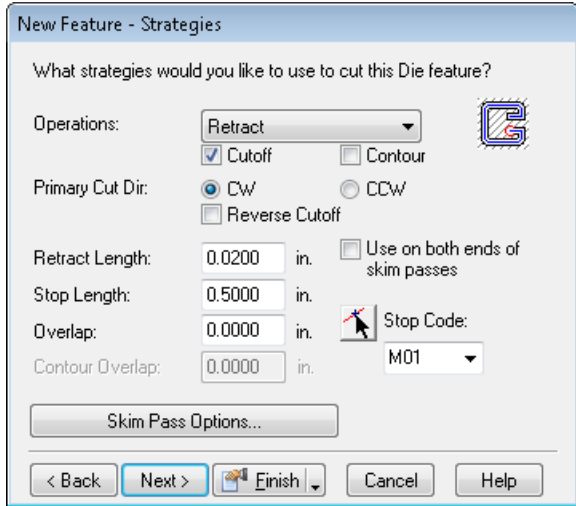 New Feature - Strategies
What strategies would you like to use to cut this Die feature?
Operations: Retract
Cutoff Contour
Primary Cut Dir: CW CCW
Reverse Cutoff
Retract Length: 0.0200 in. Use on both ends of
skim passes
Stop Length: 0.5000 in.
Overlap: 0.0000 in. Stop Code:
M01
Contour Overlap: 0.0000 in.
Skim Pass Options...
< Back Next > Finish Cancel Help